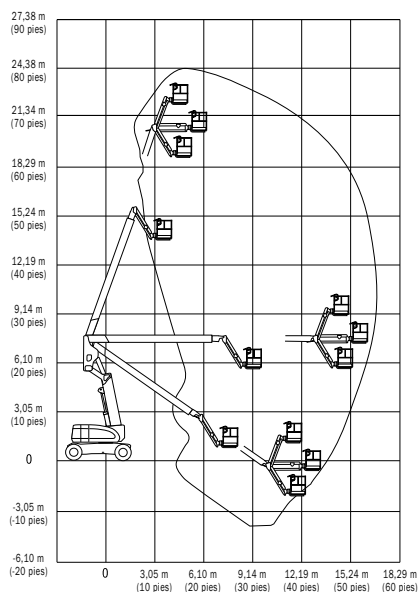 27,38 m
(90 pies)
24,38 m
(80 pies)
21,34 m
(70 pies)
18,29 m
(60 pies)
15,24 m
(50 pies)
12,19 m
(40 pies)
9,14 m
(30 pies)
6,10 m
(20 pies)
3,05 m
(10 pies)
0
-3,05 m
(-10 pies)
-6,10 m
(-20 pies)
0 3,05 m 6,10 m 9,14 m 12,19 m 15,24 m 18,29 m
(10 pies) (20 pies) (30 pies) (40 pies) (50 pies) (60 pies)